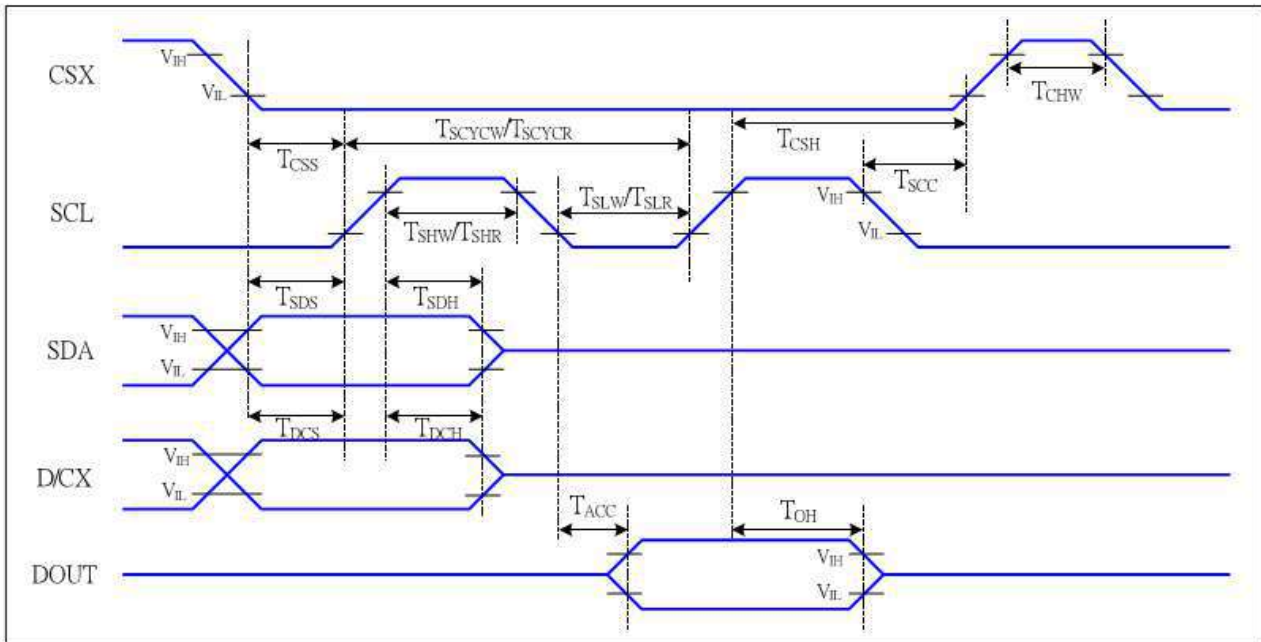 CSX
VIH
VIL
TCSS
TSCYCW/TSCYCR
TCSH
TCHW
TSCC
SCL
TSHW/TSHR
TSLW/TSLR
VIH
VIL
TSDS
TSDH
SDA
VIH
VIL
TDCS
TDCH
D/CX
VIH
VIL
TACC
TOH
DOUT
VIH
VIL